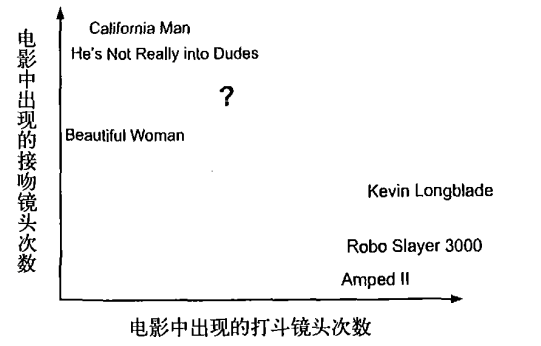 电影中出现的接吻镜头次数
California Man
He's Not Really into Dudes
?
Beautiful Woman
Kevin Longblade
Robo Slayer 3000
Amped II
电影中出现的打斗镜头次数